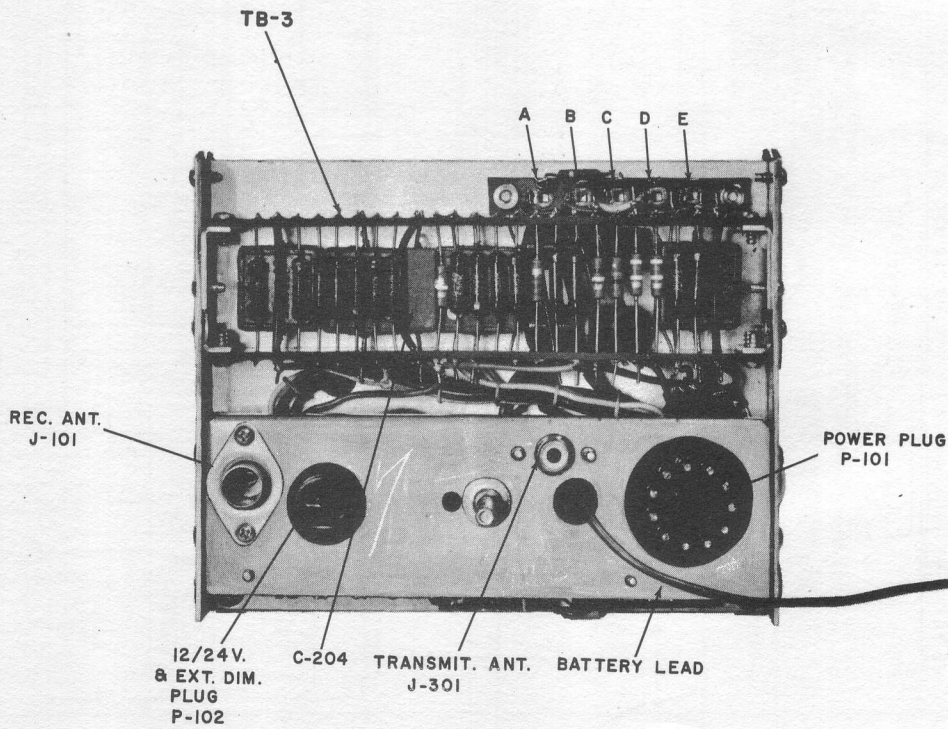 TB-3
A B C D E
REC. ANT.
J-101
POWER PLUG
P-101
12/24V.
& EXT. DIM.
PLUG
P-102
C-204
TRANSMIT. ANT.
J-301
BATTERY LEAD